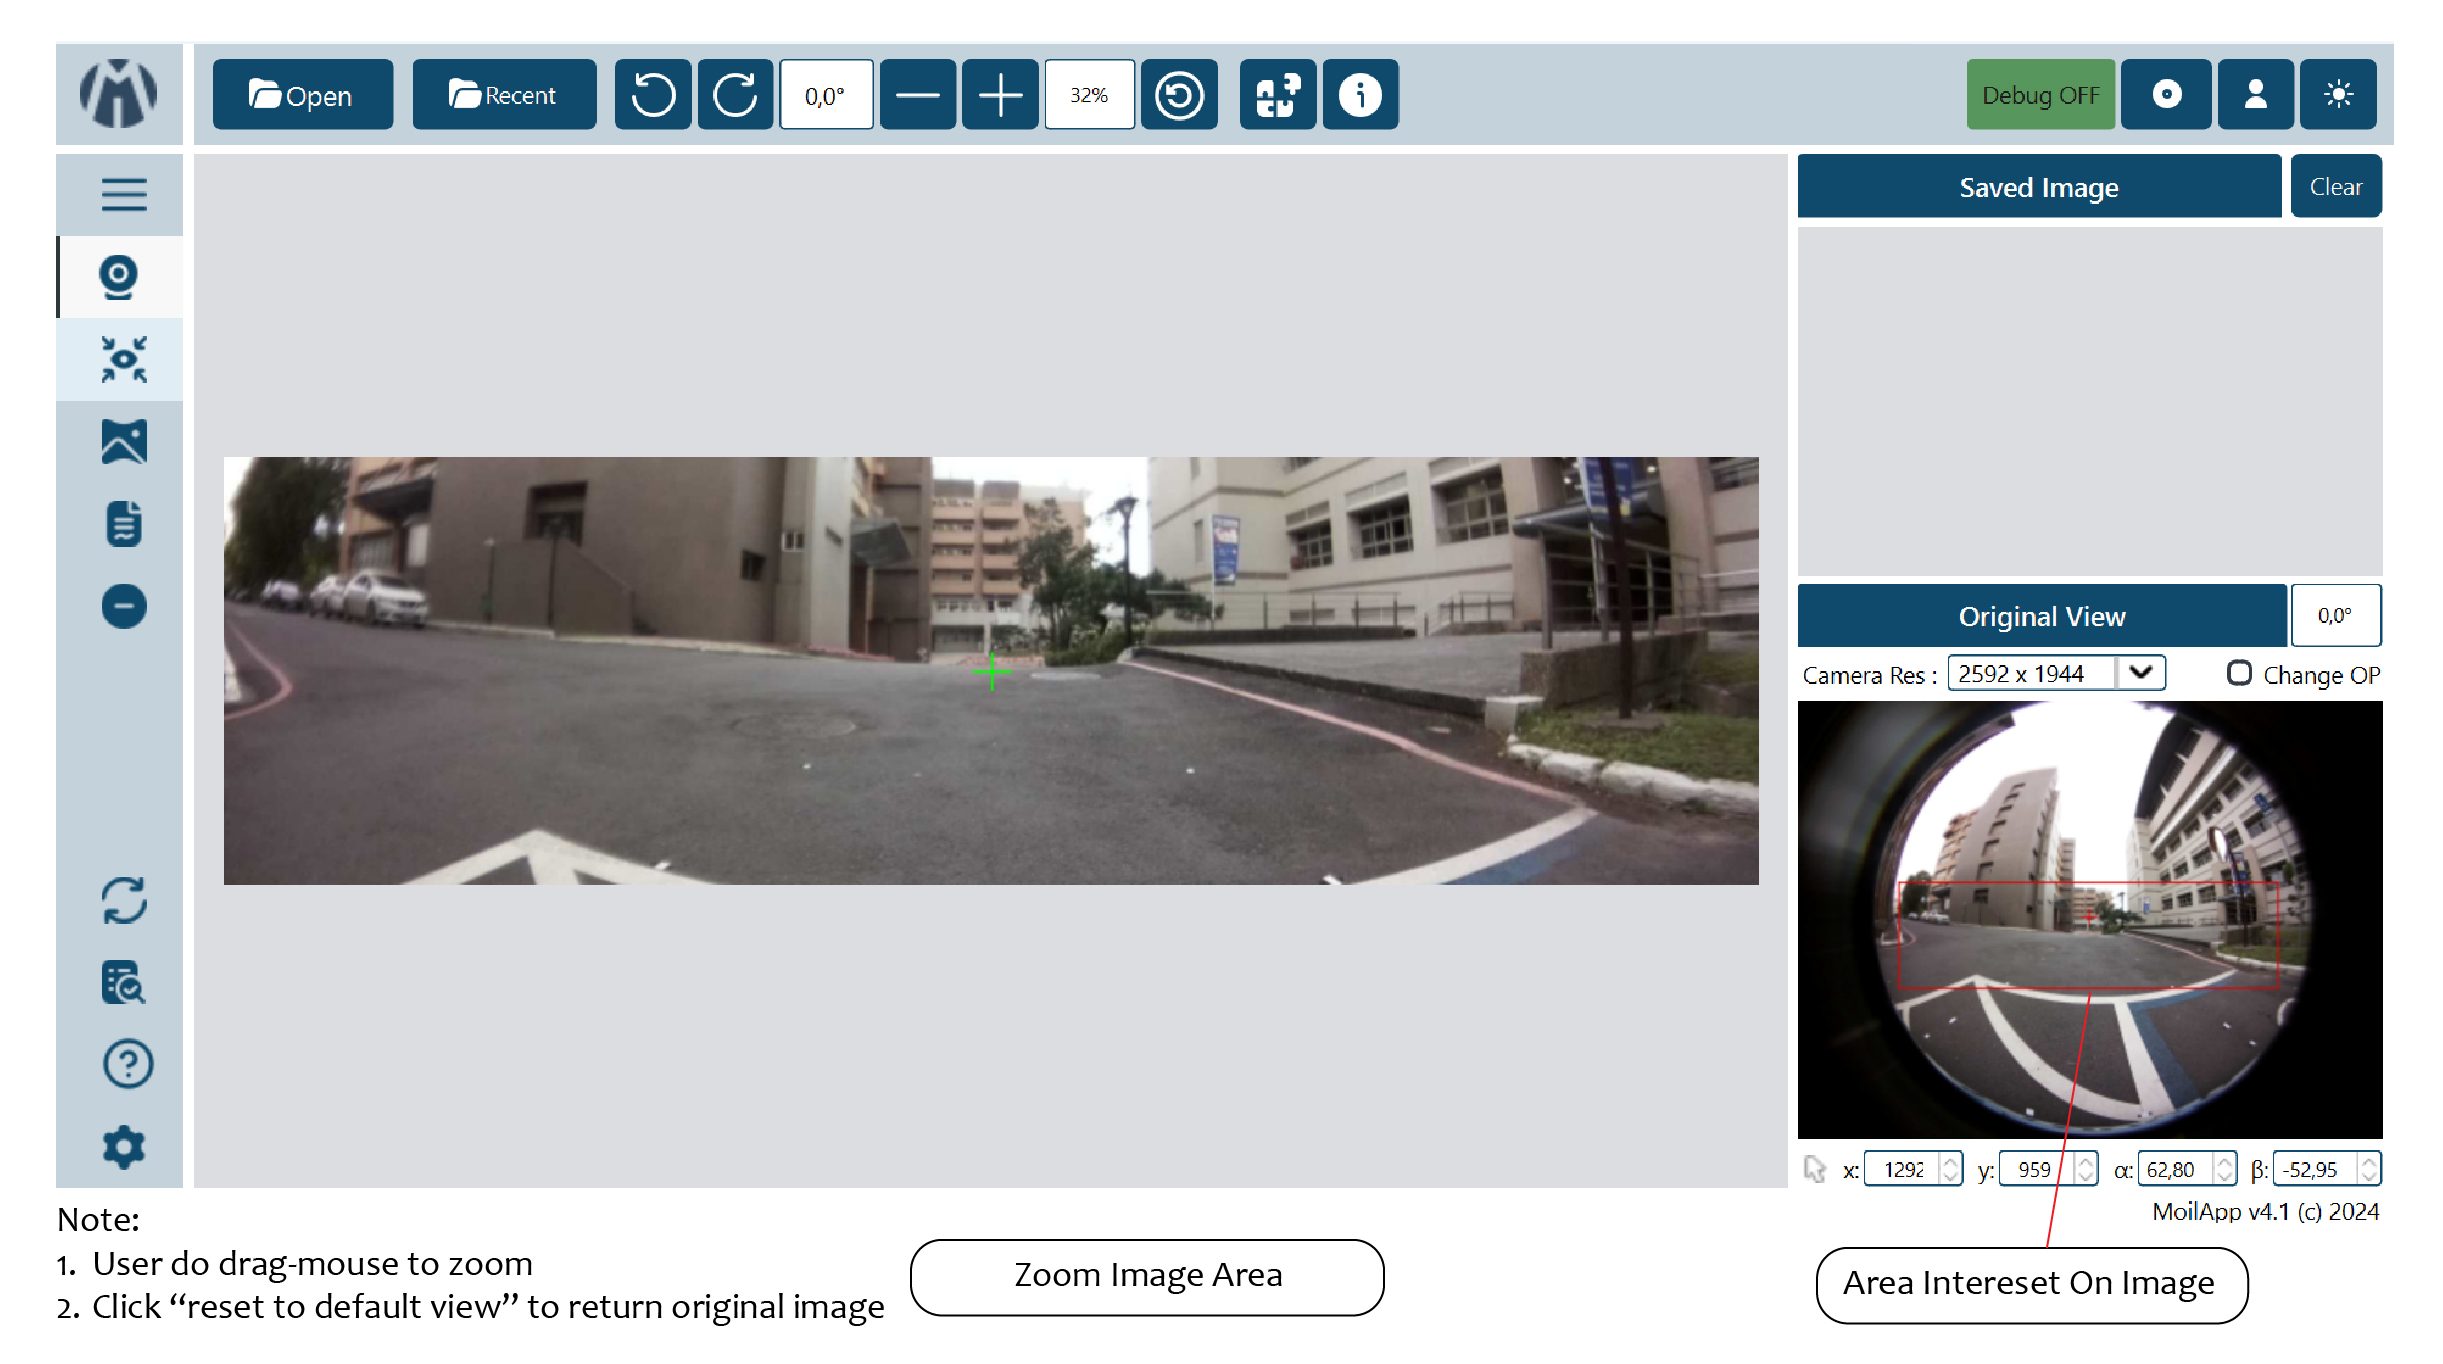 Open
Recent
0,0°
32%
Debug OFF
Saved Image
Clear
Original View
0,0°
Camera Res :
2592 x 1944
Change OP
x:
1292
y:
959
α:
62,80
β:
-52,95
MoilApp v4.1 (c) 2024
Note:
1. User do drag-mouse to zoom
2. Click “reset to default view” to return original image
Zoom Image Area
Area Intereset On Image